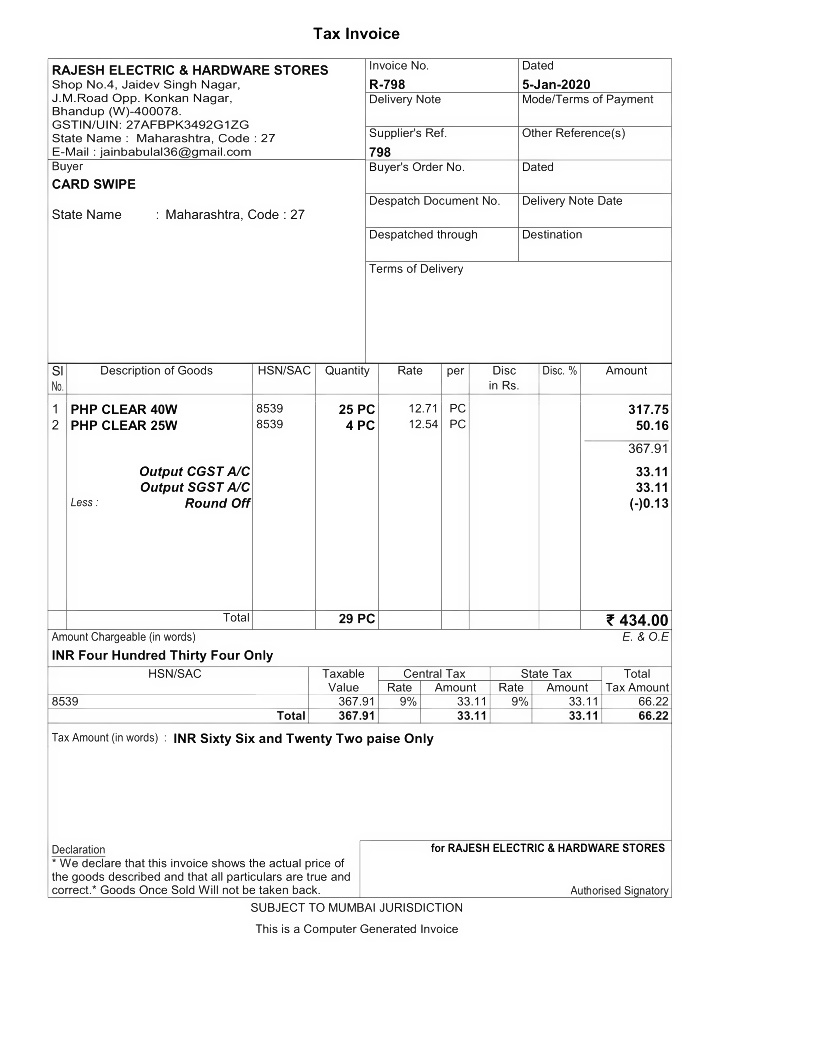 Tax Invoice
RAJESH ELECTRIC & HARDWARE STORES
Shop No.4, Jaidev Singh Nagar,
J.M.Road Opp. Konkan Nagar,
Bhandup (W)-400078.
GSTIN/UIN: 27AFBPK3492G1ZG
State Name : Maharashtra, Code : 27
E-Mail : jainbabulal36@gmail.com
Invoice No. Dated
R-798 5-Jan-2020
Delivery Note Mode/Terms of Payment
Supplier's Ref. Other Reference(s)
798
Buyer
CARD SWIPE
State Name : Maharashtra, Code : 27
Buyer's Order No. Dated
Despatch Document No. Delivery Note Date
Despatched through Destination
Terms of Delivery
Sl Description of Goods HSN/SAC Quantity Rate per Disc Disc. % Amount
No. in Rs.
1 PHP CLEAR 40W 8539 25 PC 12.71 PC 317.75
2 PHP CLEAR 25W 8539 4 PC 12.54 PC 50.16
367.91
Output CGST A/C 33.11
Output SGST A/C 33.11
Less : Round Off (-)0.13
Total 29 PC ₹ 434.00
Amount Chargeable (in words) E. & O.E
INR Four Hundred Thirty Four Only
HSN/SAC Taxable Central Tax State Tax Total
Value Rate Amount Rate Amount Tax Amount
8539 367.91 9% 33.11 9% 33.11 66.22
Total 367.91 33.11 33.11 66.22
Tax Amount (in words) : INR Sixty Six and Twenty Two paise Only
Declaration
* We declare that this invoice shows the actual price of
the goods described and that all particulars are true and
correct.* Goods Once Sold Will not be taken back.
for RAJESH ELECTRIC & HARDWARE STORES
Authorised Signatory
SUBJECT TO MUMBAI JURISDICTION
This is a Computer Generated Invoice